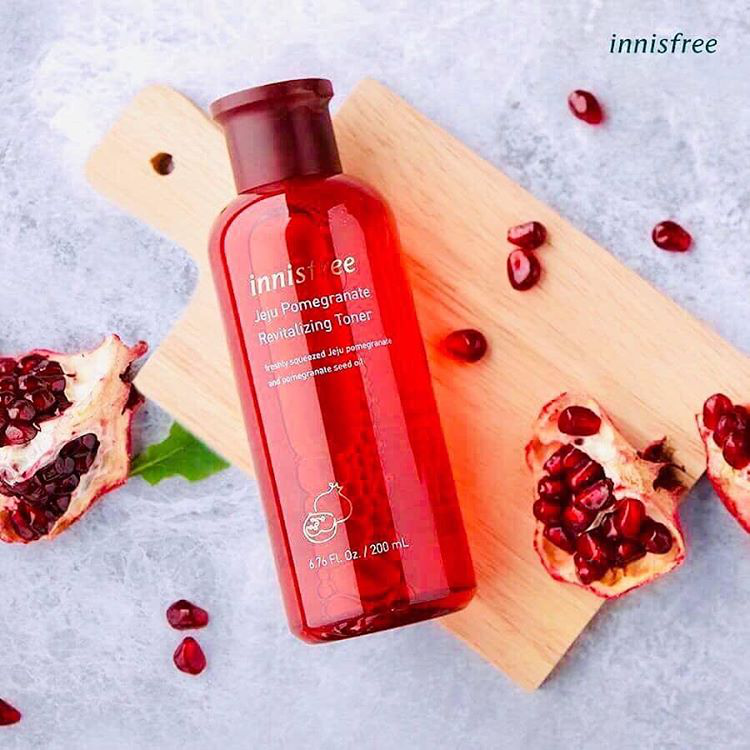 innisfree
innisfree
Jeju Pomegranate
Revitalizing Toner
freshly squeezed Jeju pomegranate
and pomegranate seed oil
6.76 Fl. Oz. / 200 mL